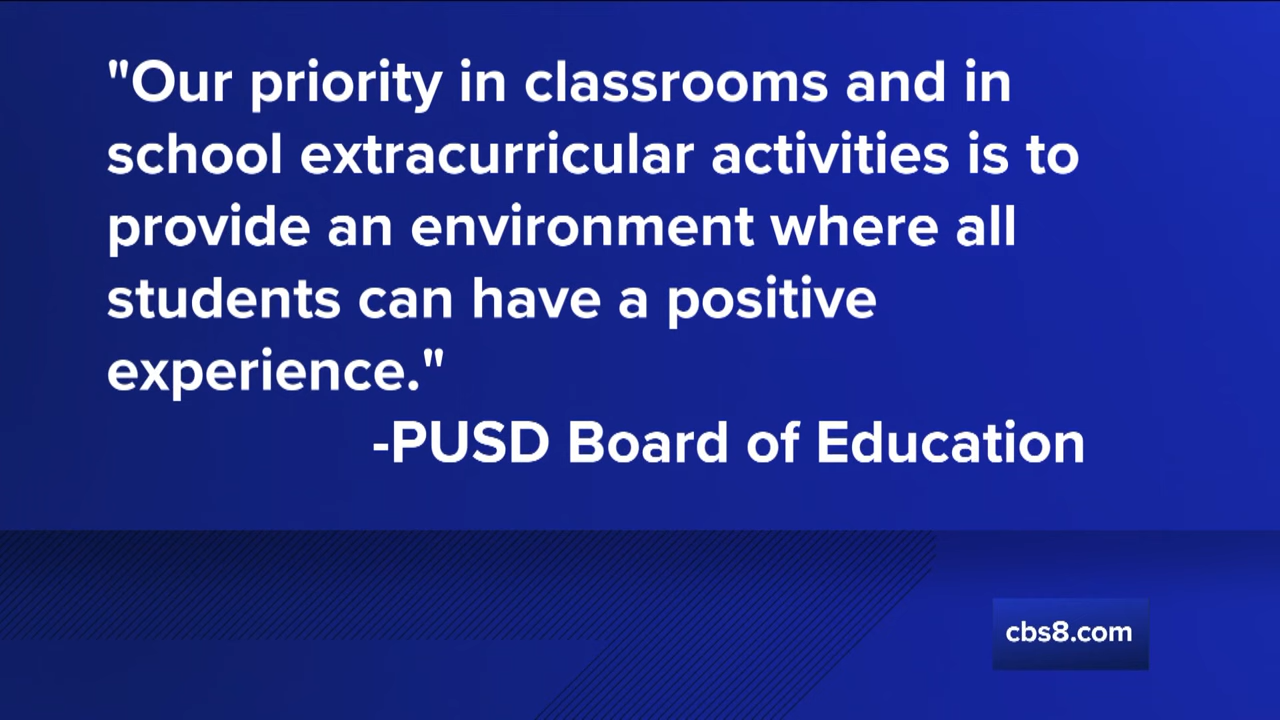 "Our priority in classrooms and in
school extracurricular activities is to
provide an environment where all
students can have a positive
experience."
-PUSD Board of Education
cbs8.com